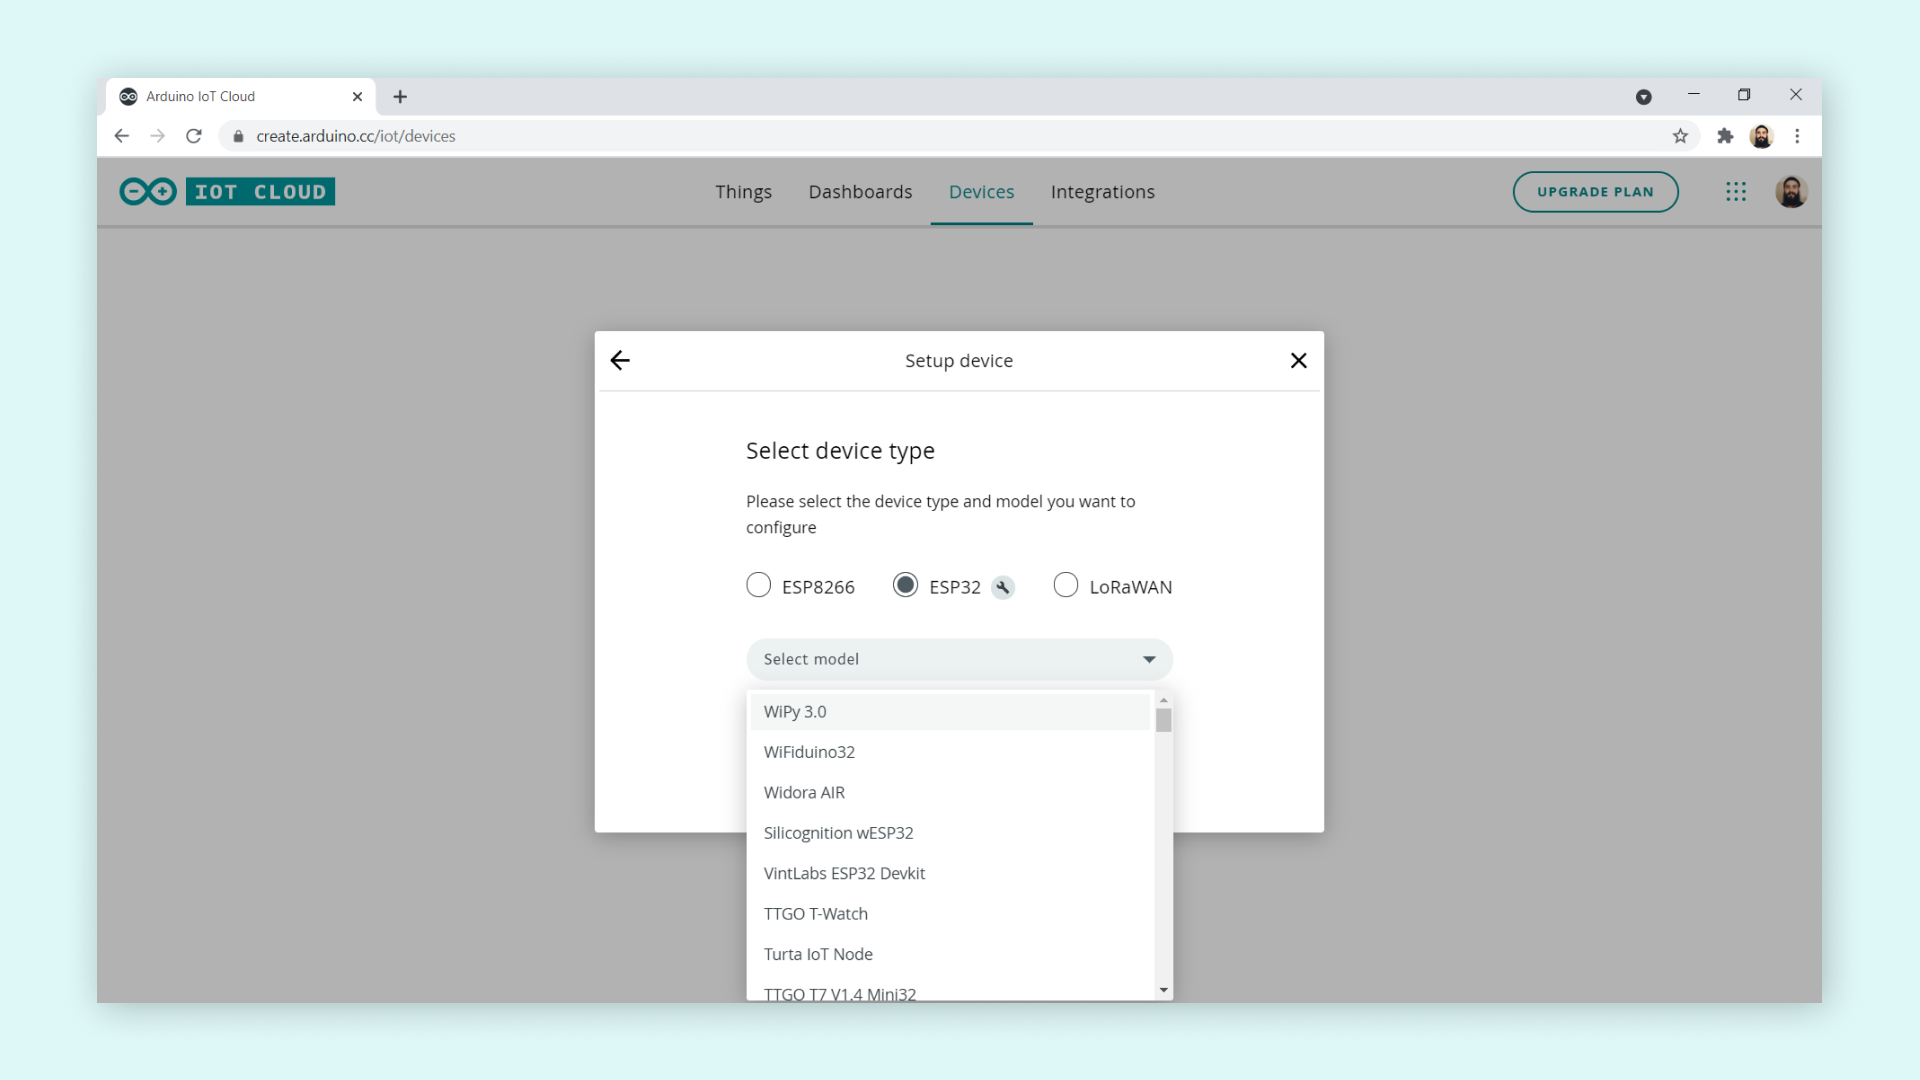 Arduino IoT Cloud
create.arduino.cc/iot/devices
IOT CLOUD
Things
Dashboards
Devices
Integrations
UPGRADE PLAN
Setup device
Select device type
Please select the device type and model you want to
configure
ESP8266
ESP32
LoRaWAN
Select model
WiPy 3.0
WiFiduino32
Widora AIR
Silicognition wESP32
VintLabs ESP32 Devkit
TTGO T-Watch
Turta IoT Node
TTGO T7 V1.4 Mini32